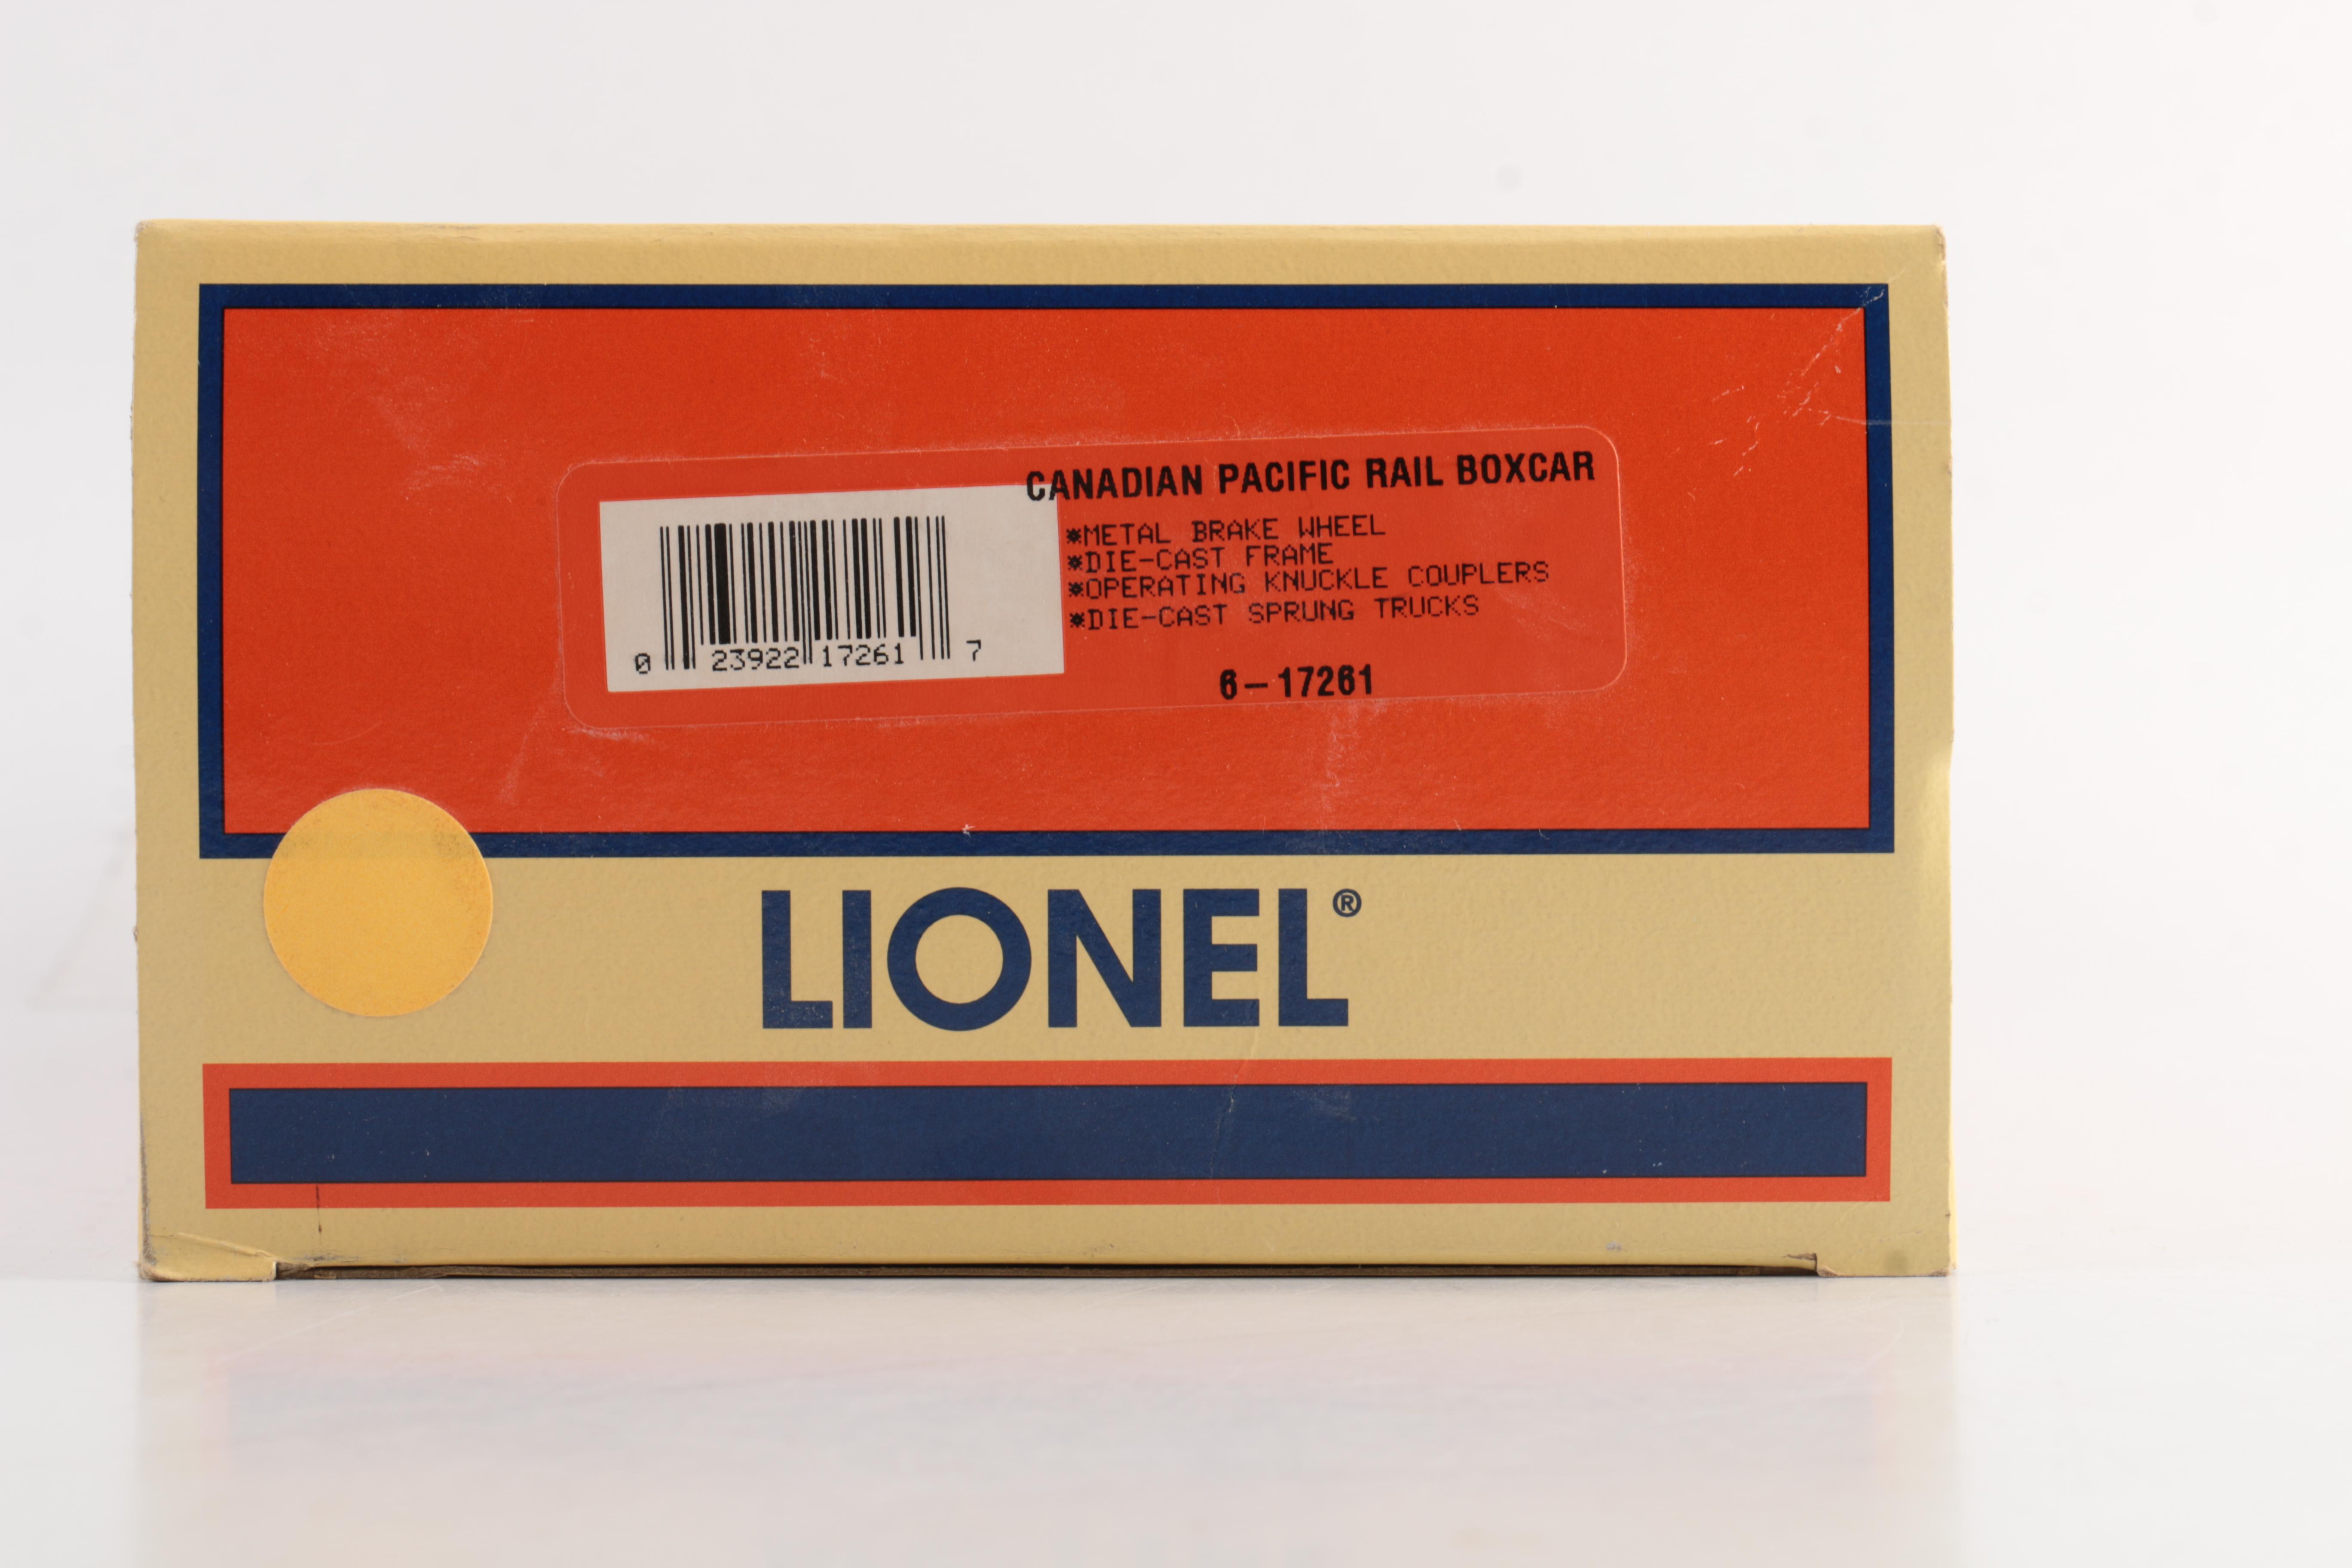 CANADIAN PACIFIC RAIL BOXCAR
*METAL BRAKE WHEEL
*DIE-CAST FRAME
*OPERATING KNUCKLE COUPLERS
*DIE-CAST SPRUNG TRUCKS
0 23922 17261 7
6-17261
LIONEL®